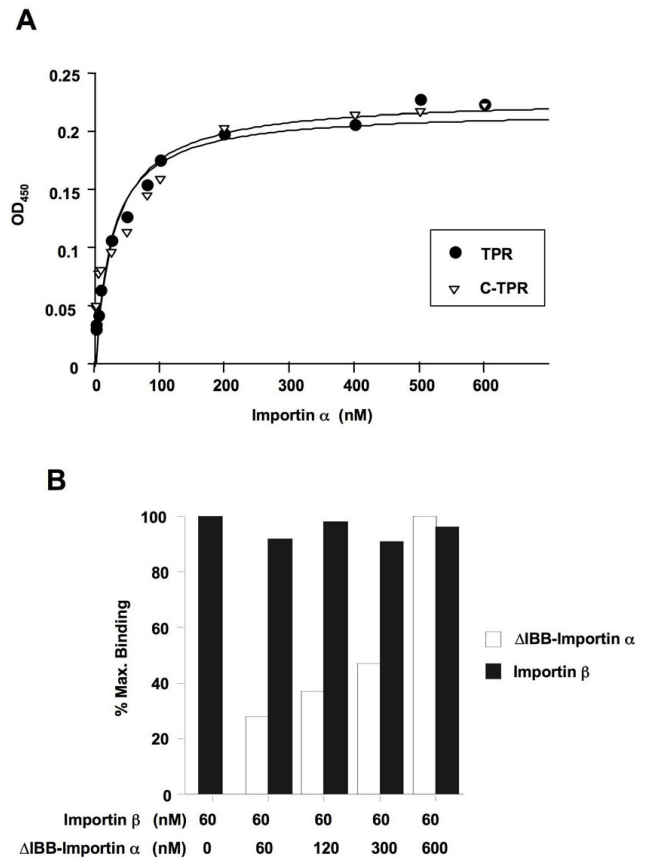 A
0.25
0.2
0.15
0.1
0.05
0
OD450
TPR
C-TPR
0 100 200 300 400 500 600
Importin α (nM)
B
100
80
60
40
20
0
% Max. Binding
ΔIBB-Importin α
Importin β
Importin β (nM) 60 60 60 60 60
ΔIBB-Importin α (nM) 0 60 120 300 600